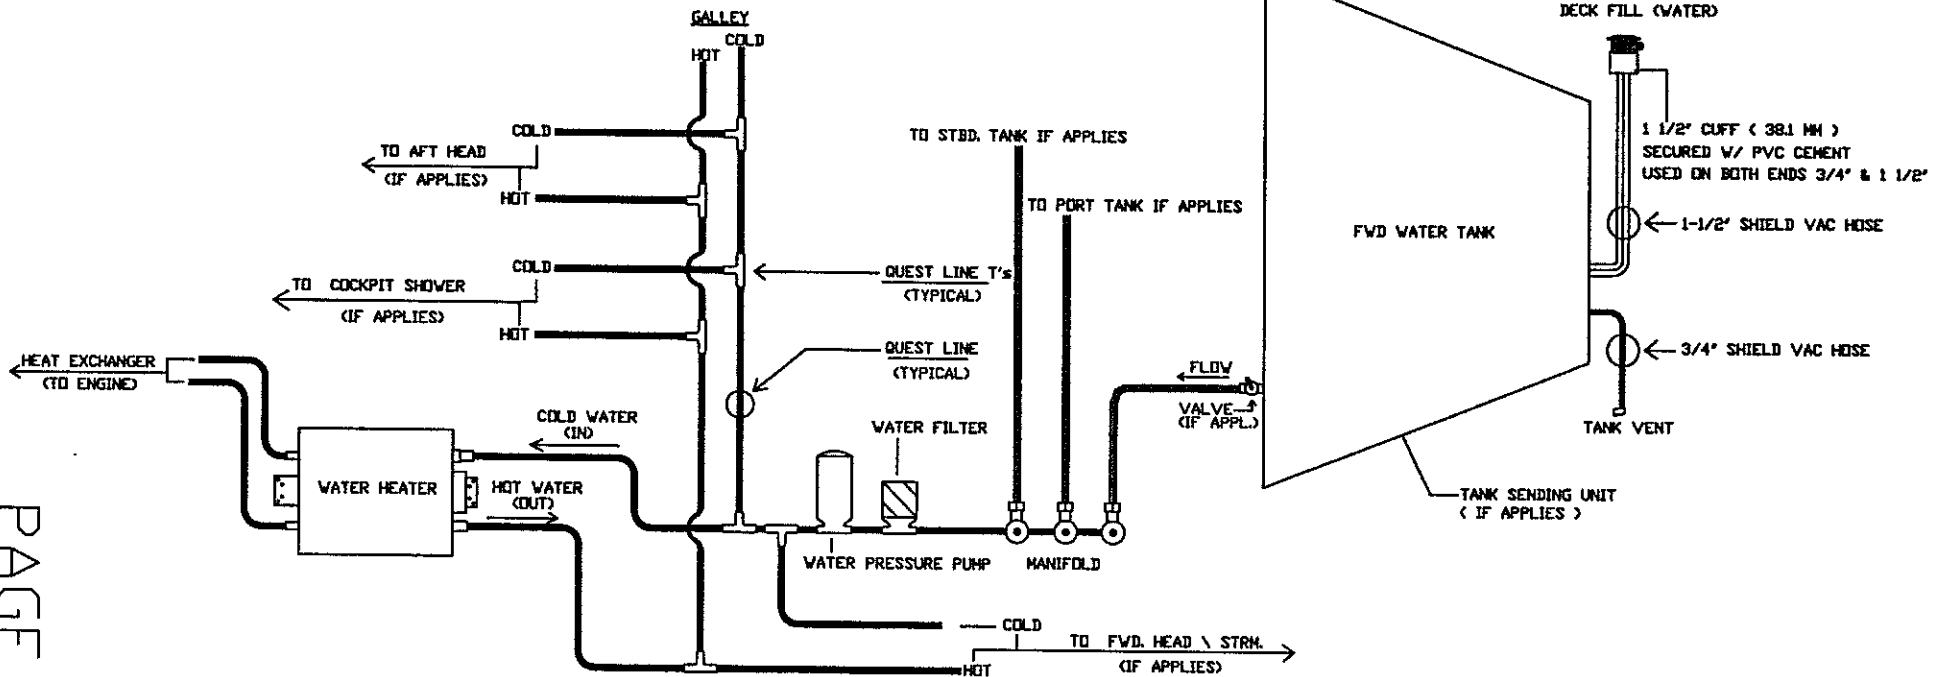 GALLEY
COLD
HOT
COLD
TO AFT HEAD
(IF APPLIES)
HOT
COLD
TO COCKPIT SHOWER
(IF APPLIES)
HOT
HEAT EXCHANGER
(TO ENGINE)
COLD WATER
(IN)
WATER HEATER
HOT WATER
(OUT)
QUEST LINE T's
(TYPICAL)
QUEST LINE
(TYPICAL)
WATER FILTER
WATER PRESSURE PUMP
MANIFOLD
TO STBD. TANK IF APPLIES
TO PORT TANK IF APPLIES
FLOW
VALVE
(IF APPL.)
FWD WATER TANK
DECK FILL (WATER)
1 1/2" CUFF ( 38.1 MM )
SECURED W/ PVC CEMENT
USED ON BOTH ENDS 3/4" & 1 1/2"
1-1/2" SHIELD VAC HOSE
3/4" SHIELD VAC HOSE
TANK VENT
TANK SENDING UNIT
( IF APPLIES )
COLD
TO FWD. HEAD \ STRM.
(IF APPLIES)
HOT
PAGE